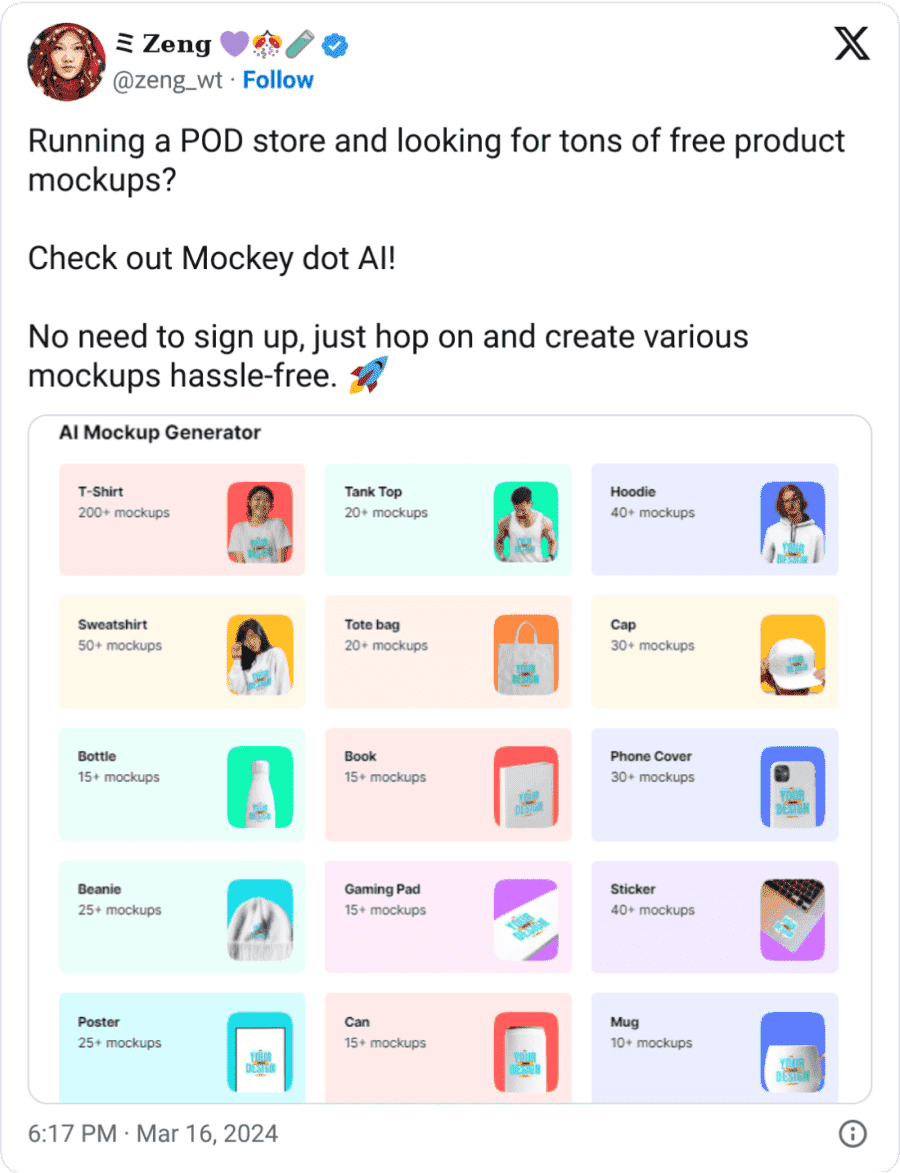 ミ Zeng
@zeng_wt · Follow
Running a POD store and looking for tons of free product
mockups?
Check out Mockey dot AI!
No need to sign up, just hop on and create various
mockups hassle-free. 🚀
AI Mockup Generator
T-Shirt
200+ mockups
YOUR DESIGN
Tank Top
20+ mockups
YOUR DESIGN
Hoodie
40+ mockups
YOUR
DESIGN
Sweatshirt
50+ mockups
YOUR DESIGN
Tote bag
20+ mockups
YOUR
DESIGN
Cap
30+ mockups
YOUR DESIGN
Bottle
15+ mockups
YOUR
DESIGN
Book
15+ mockups
YOUR
DESIGN
Phone Cover
30+ mockups
YOUR
DESIGN
Beanie
25+ mockups
Gaming Pad
15+ mockups
YOUR
DESIGN
Sticker
40+ mockups
Poster
25+ mockups
YOUR
DESIGN
Can
15+ mockups
YOUR
DESIGN
Mug
10+ mockups
YOUR
DESIGN
6:17 PM · Mar 16, 2024